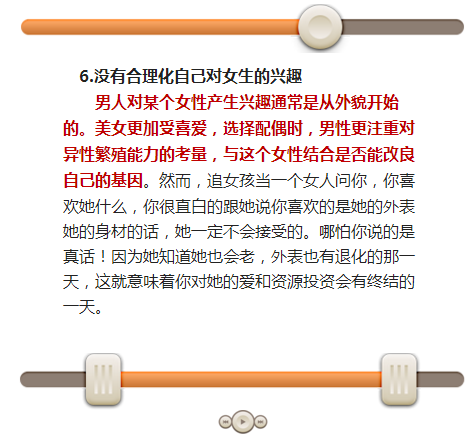 6.没有合理化自己对女生的兴趣
男人对某个女性产生兴趣通常是从外貌开始
的。美女更加受喜爱，选择配偶时，男性更注重对
异性繁殖能力的考量，与这个女性结合是否能改良
自己的基因。然而，追女孩当一个女人问你，你喜
欢她什么，你很直白的跟她说你喜欢的是她的外表
她的身材的话，她一定不会接受的。哪怕你说的是
真话！因为她知道她也会老，外表也有退化的那一
天，这就意味着你对她的爱和资源投资会有终结的
一天。